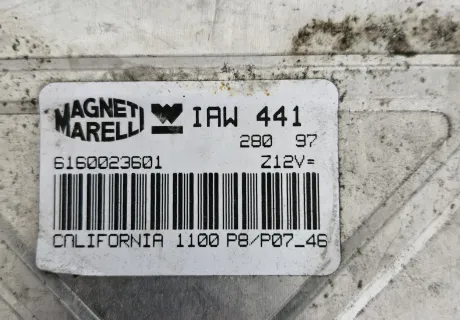 MAGNETI MARELLI IAW 441
280 97
6160023601 Z12V=
CALIFORNIA 1100 P8/P07_46